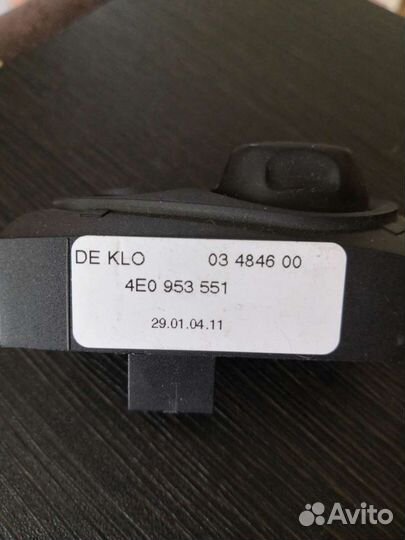 DE KLO 03 4846 00
4E0 953 551
29.01.04.11
Avito